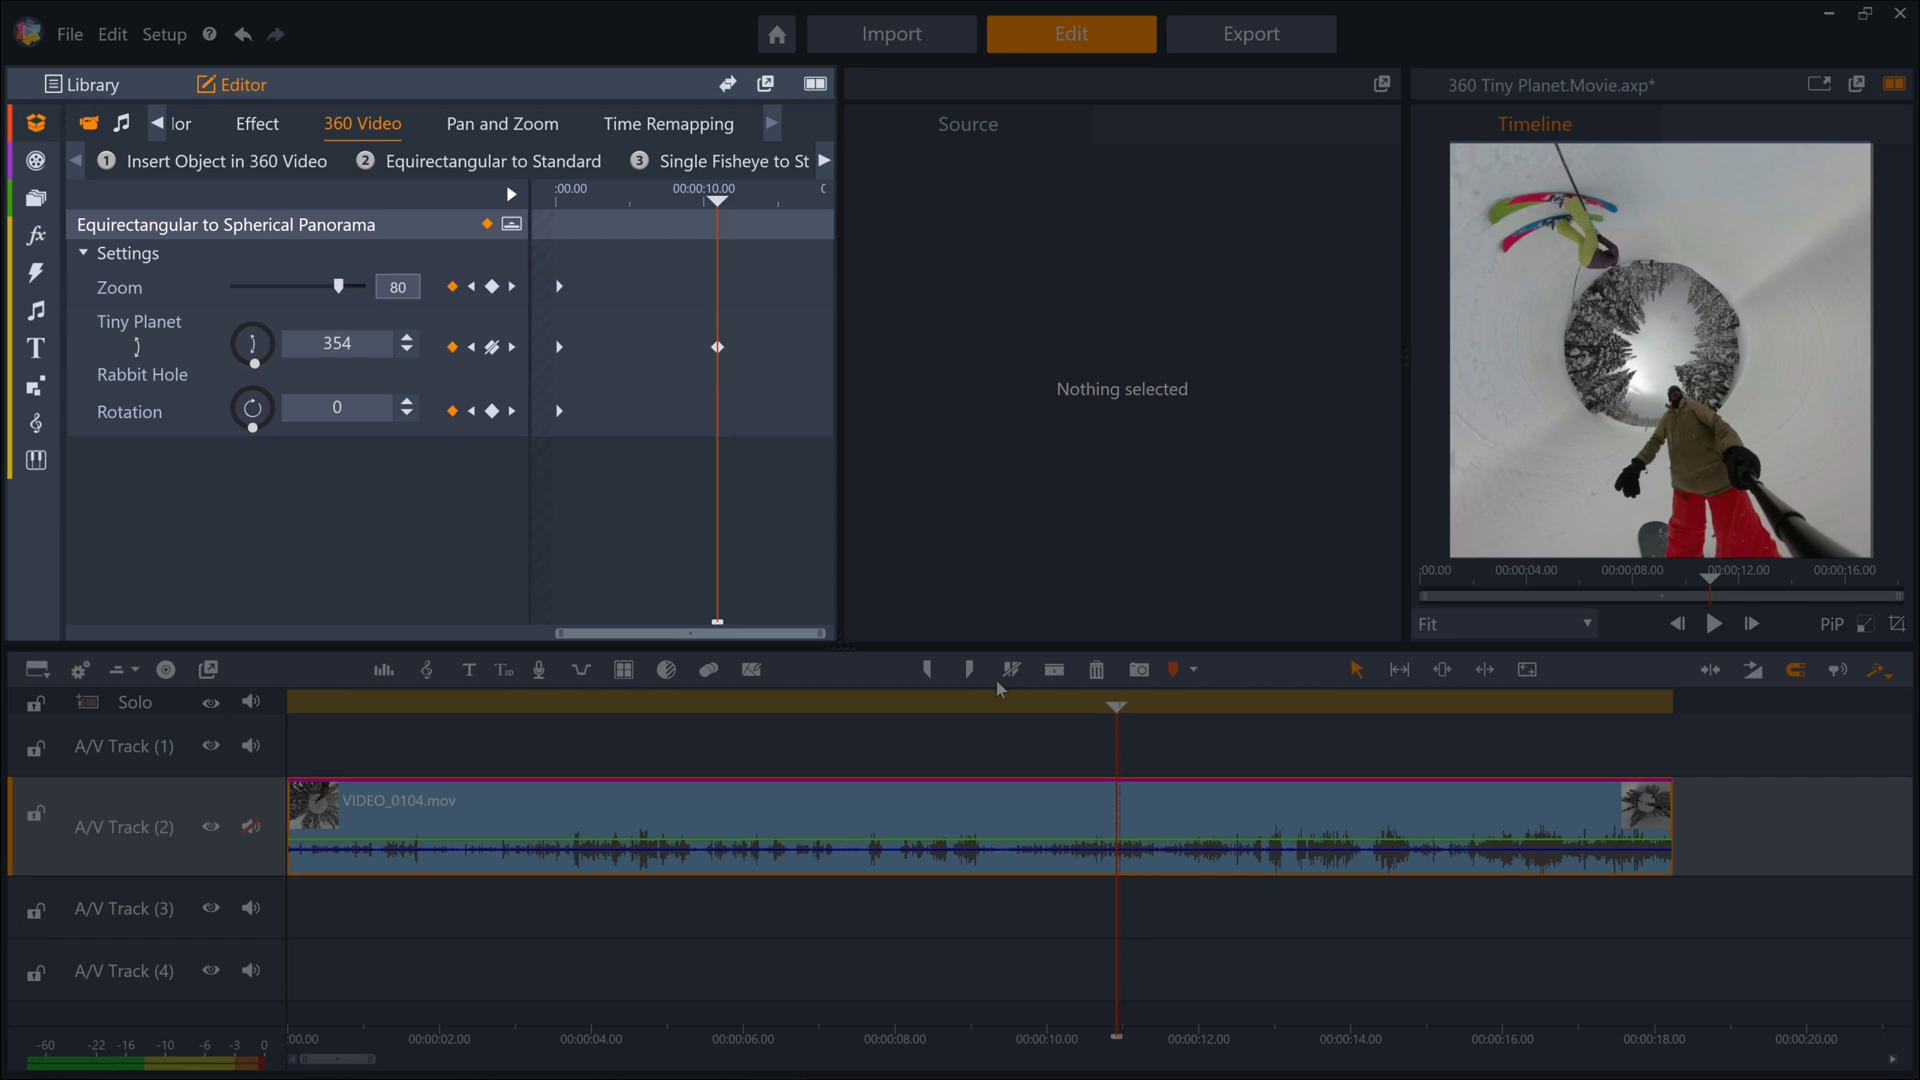 File Edit Setup
Import Edit Export
Library Editor
360 Tiny Planet.Movie.axp*
lor Effect 360 Video Pan and Zoom Time Remapping
Source
Timeline
1 Insert Object in 360 Video 2 Equirectangular to Standard 3 Single Fisheye to St
:00.00 00:00:10.00 0
Equirectangular to Spherical Panorama
Settings
Zoom 80
Tiny Planet
354
Rabbit Hole
Rotation 0
Nothing selected
:00.00 00:00:04.00 00:00:08.00 00:00:12.00 00:00:16.00
Fit PiP
T T3D
Solo
A/V Track (1)
VIDEO_0104.mov
A/V Track (2)
A/V Track (3)
A/V Track (4)
:00.00 00:00:02.00 00:00:04.00 00:00:06.00 00:00:08.00 00:00:10.00 00:00:12.00 00:00:14.00 00:00:16.00 00:00:18.00 00:00:20.00
-60 -22 -16 -10 -6 -3 0